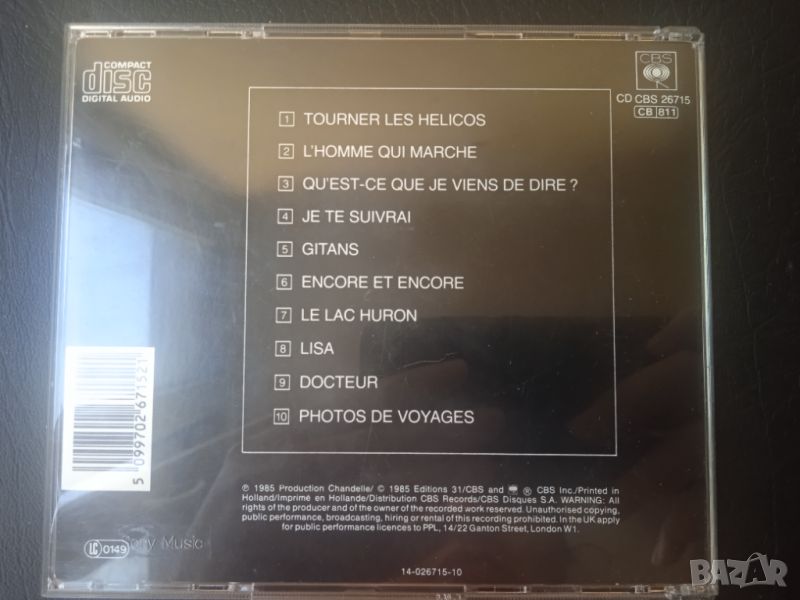 COMPACT
disc
DIGITAL AUDIO
CBS
CD CBS 26715
CB 811
1 TOURNER LES HELICOS
2 L'HOMME QUI MARCHE
3 QU'EST-CE QUE JE VIENS DE DIRE ?
4 JE TE SUIVRAI
5 GITANS
6 ENCORE ET ENCORE
7 LE LAC HURON
8 LISA
9 DOCTEUR
10 PHOTOS DE VOYAGES
5 099702 671521
℗ 1985 Production Chandelle/ © 1985 Editions 31/CBS and ® CBS Inc./Printed in
Holland/Imprimé en Hollande/Distribution CBS Records/CBS Disques S.A. WARNING: All
rights of the producer and of the owner of the recorded work reserved. Unauthorised copying,
public performance, broadcasting, hiring or rental of this recording prohibited. In the UK apply
for public performance licences to PPL, 14/22 Ganton Street, London W1.
LC 0149
Music
14-026715-10
BAZAR